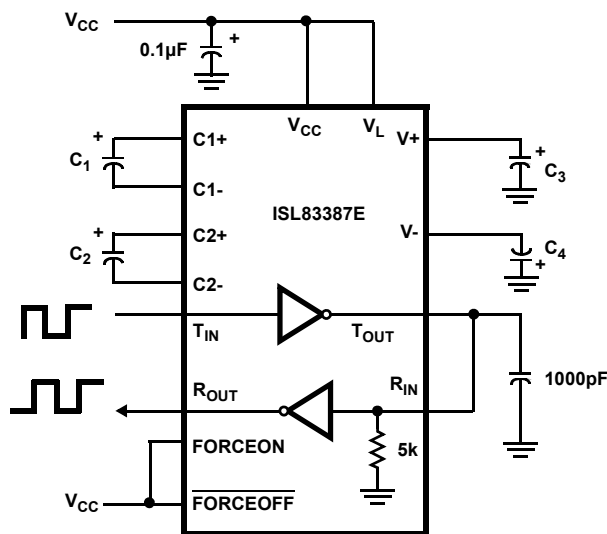 VCC
0.1µF
+
VCC
VL
+
C1
C1+
C1-
V+
+
C3
ISL83387E
+
C2
C2+
C2-
V-
C4
+
TIN
TOUT
ROUT
RIN
1000pF
5k
FORCEON
VCC
FORCEOFF